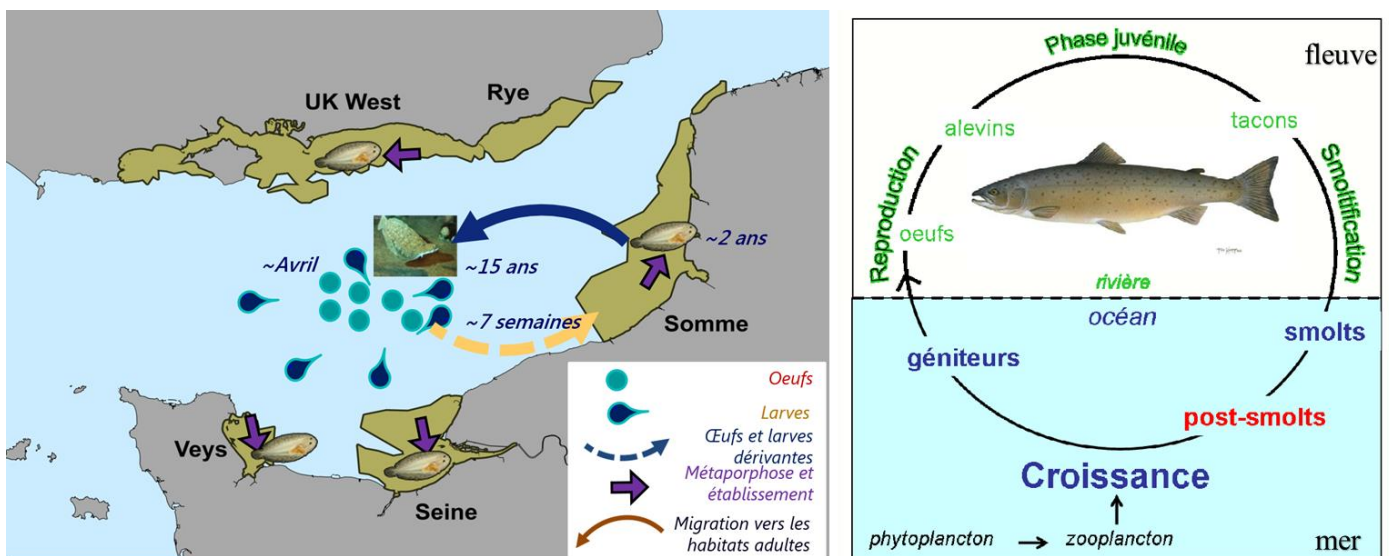 UK West
Rye
~Avril
~15 ans
~2 ans
~7 semaines
Somme
Veys
Seine
Oeufs
Larves
Œufs et larves
dérivantes
Métaporphose et
établissement
Migration vers les
habitats adultes
fleuve
Phase juvénile
alevins
tacons
Reproduction
Smoltification
oeufs
rivière
océan
smolts
géniteurs
post-smolts
Croissance
phytoplancton
zooplancton
mer